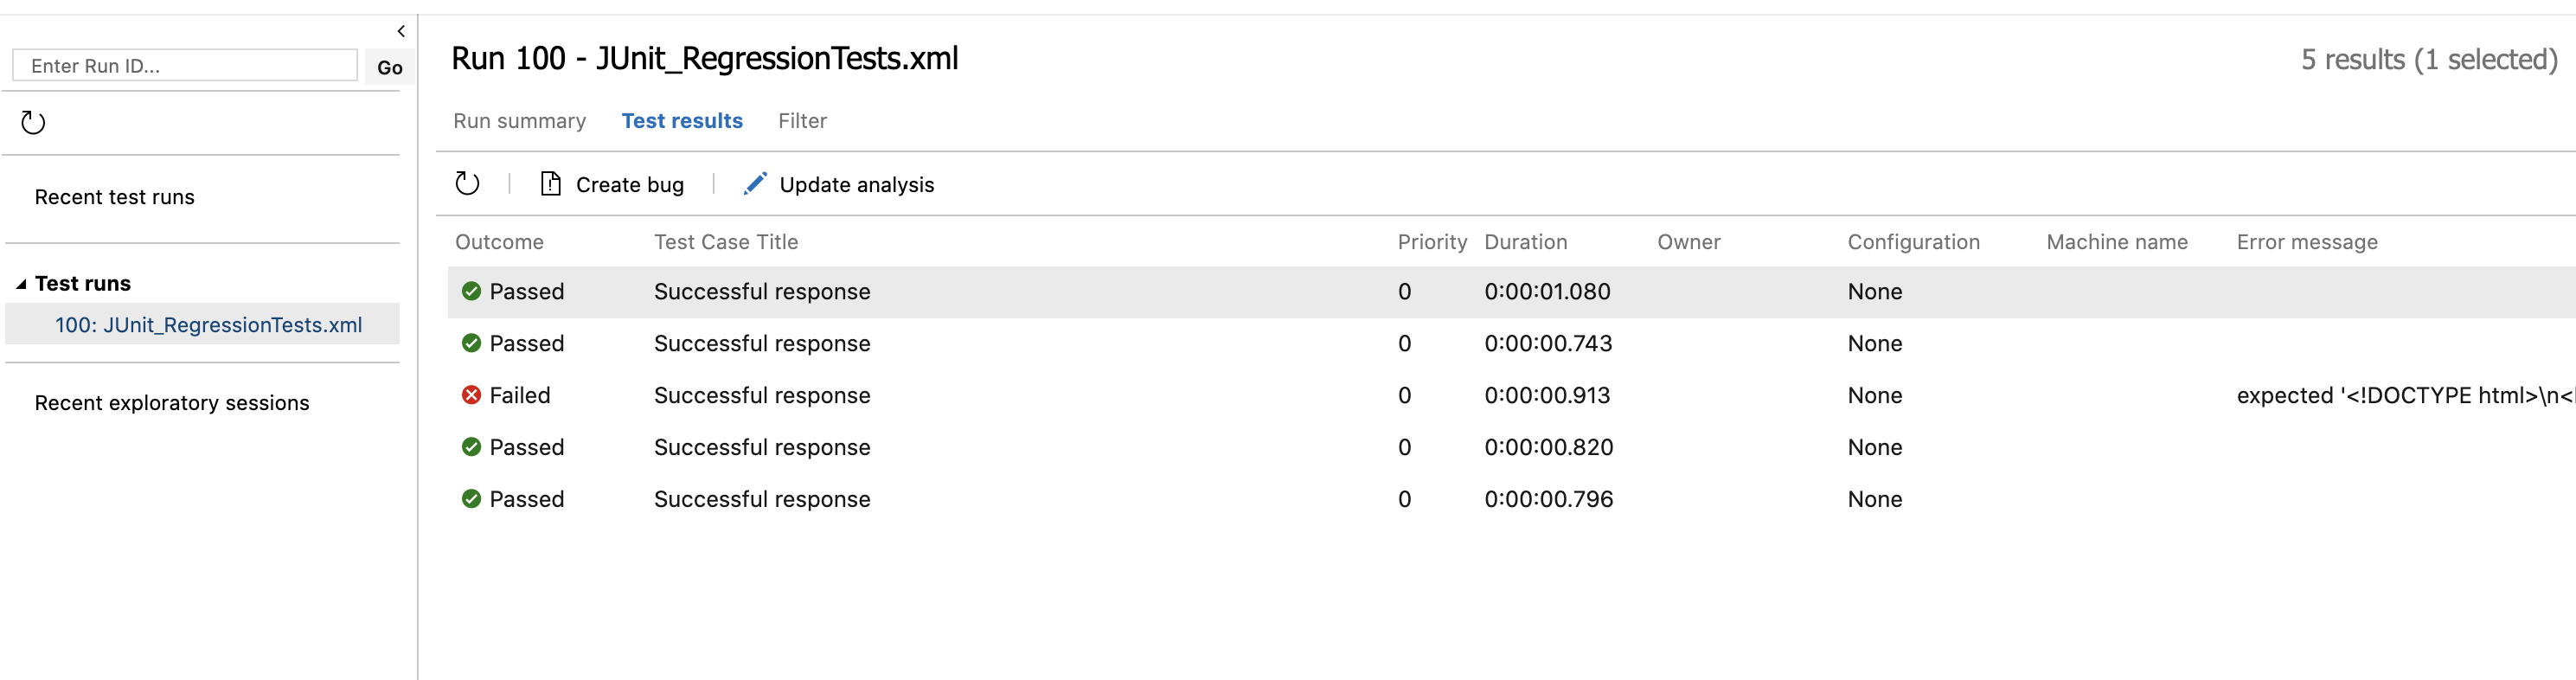 Enter Run ID...
Go
Recent test runs
Test runs
100: JUnit_RegressionTests.xml
Recent exploratory sessions
Run 100 - JUnit_RegressionTests.xml
5 results (1 selected)
Run summary Test results Filter
Create bug Update analysis
Outcome Test Case Title Priority Duration Owner Configuration Machine name Error message
Passed Successful response 0 0:00:01.080 None
Passed Successful response 0 0:00:00.743 None
Failed Successful response 0 0:00:00.913 None expected '<!DOCTYPE html>\n<
Passed Successful response 0 0:00:00.820 None
Passed Successful response 0 0:00:00.796 None